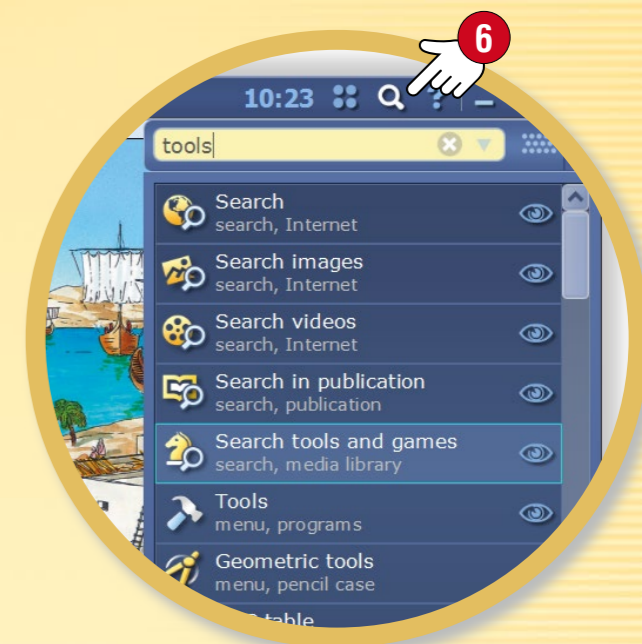 6
10:23 ?
tools
Search
search, Internet
Search images
search, Internet
Search videos
search, Internet
Search in publication
search, publication
Search tools and games
search, media library
Tools
menu, programs
Geometric tools
menu, pencil case
table